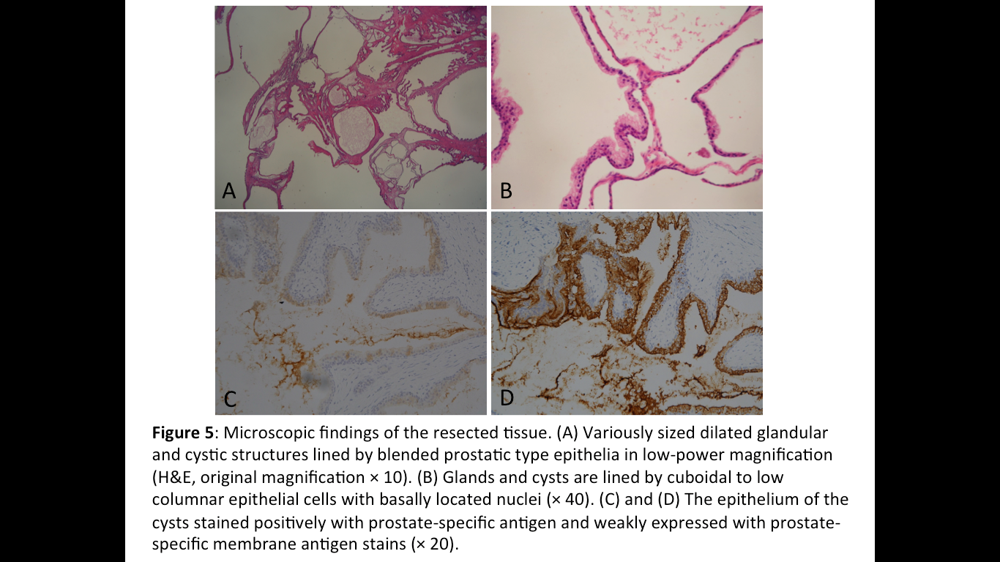 A
B
C
D
Figure 5: Microscopic findings of the resected tissue. (A) Variously sized dilated glandular
and cystic structures lined by blended prostatic type epithelia in low-power magnification
(H&E, original magnification × 10). (B) Glands and cysts are lined by cuboidal to low
columnar epithelial cells with basally located nuclei (× 40). (C) and (D) The epithelium of the
cysts stained positively with prostate-specific antigen and weakly expressed with prostate-
specific membrane antigen stains (× 20).